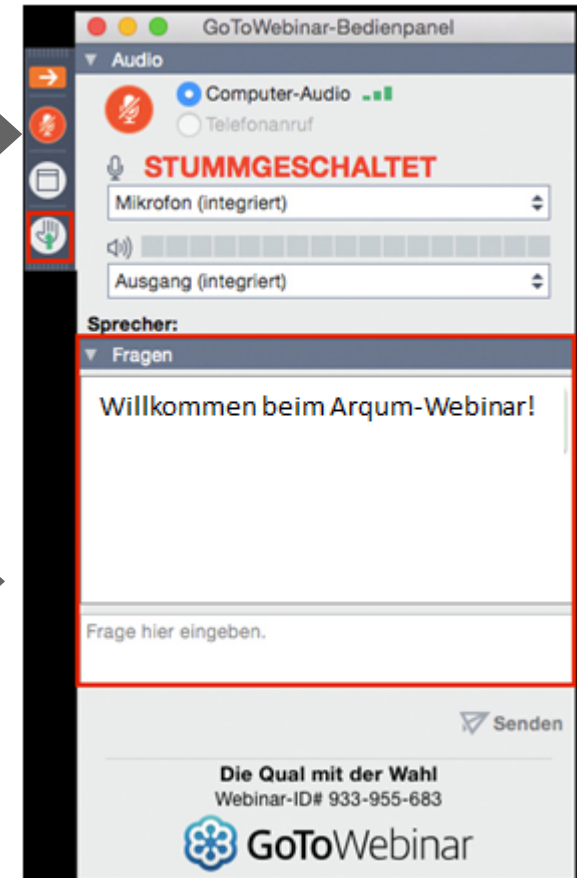 GoToWebinar-Bedienpanel
Audio
Computer-Audio
Telefonanruf
STUMMGESCHALTET
Mikrofon (integriert)
Ausgang (integriert)
Sprecher:
Fragen
Willkommen beim Arqum-Webinar!
Frage hier eingeben.
Senden
Die Qual mit der Wahl
Webinar-ID# 933-955-683
GoToWebinar